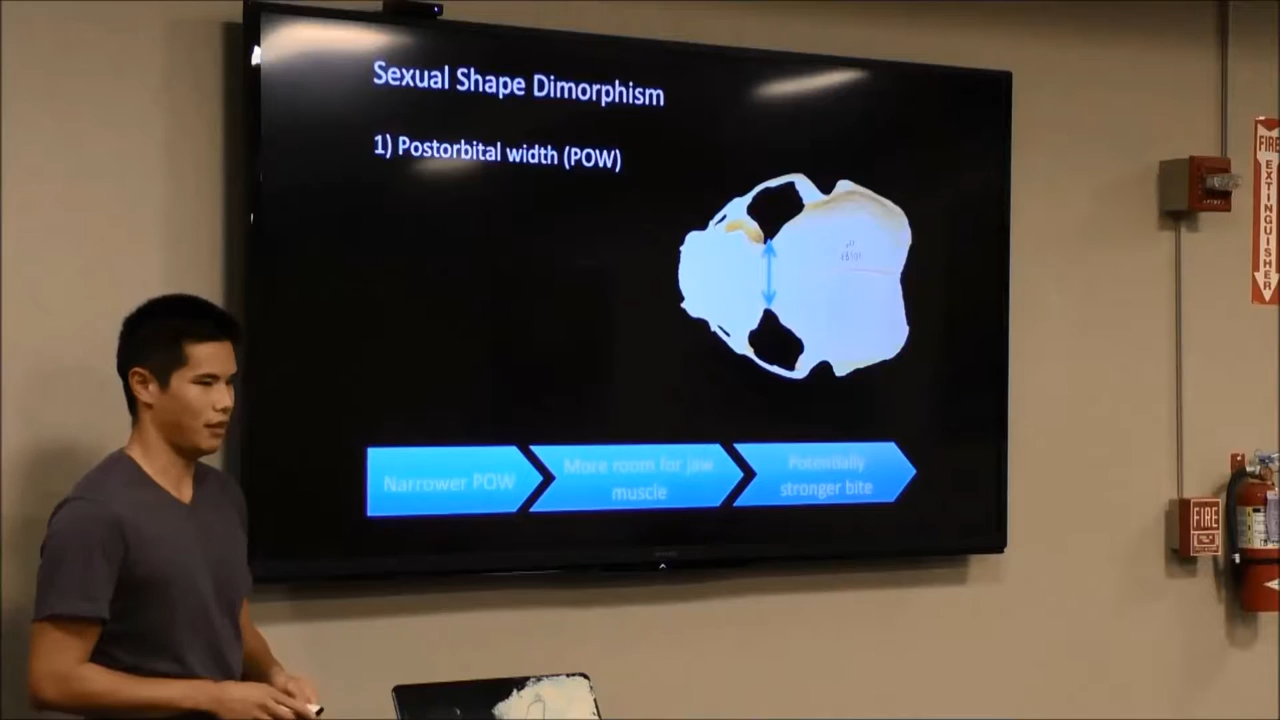 Sexual Shape Dimorphism
1) Postorbital width (POW)
Narrower POW
More room for jaw
muscle
Potentially
stronger bite
FIRE
EXTINGUISHER
FIRE